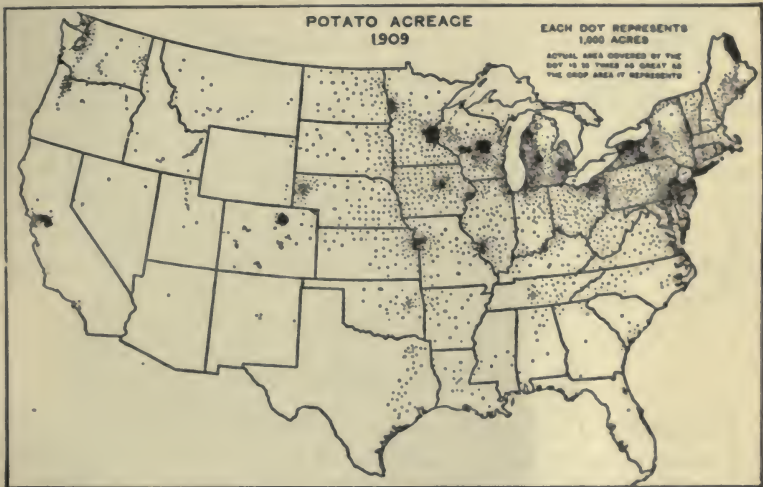 POTATO ACREAGE
1909
EACH DOT REPRESENTS
1,000 ACRES
ACTUAL AREA COVERED BY THE
DOT IS 10 TIMES AS GREAT AS
THE CROP AREA IT REPRESENTS